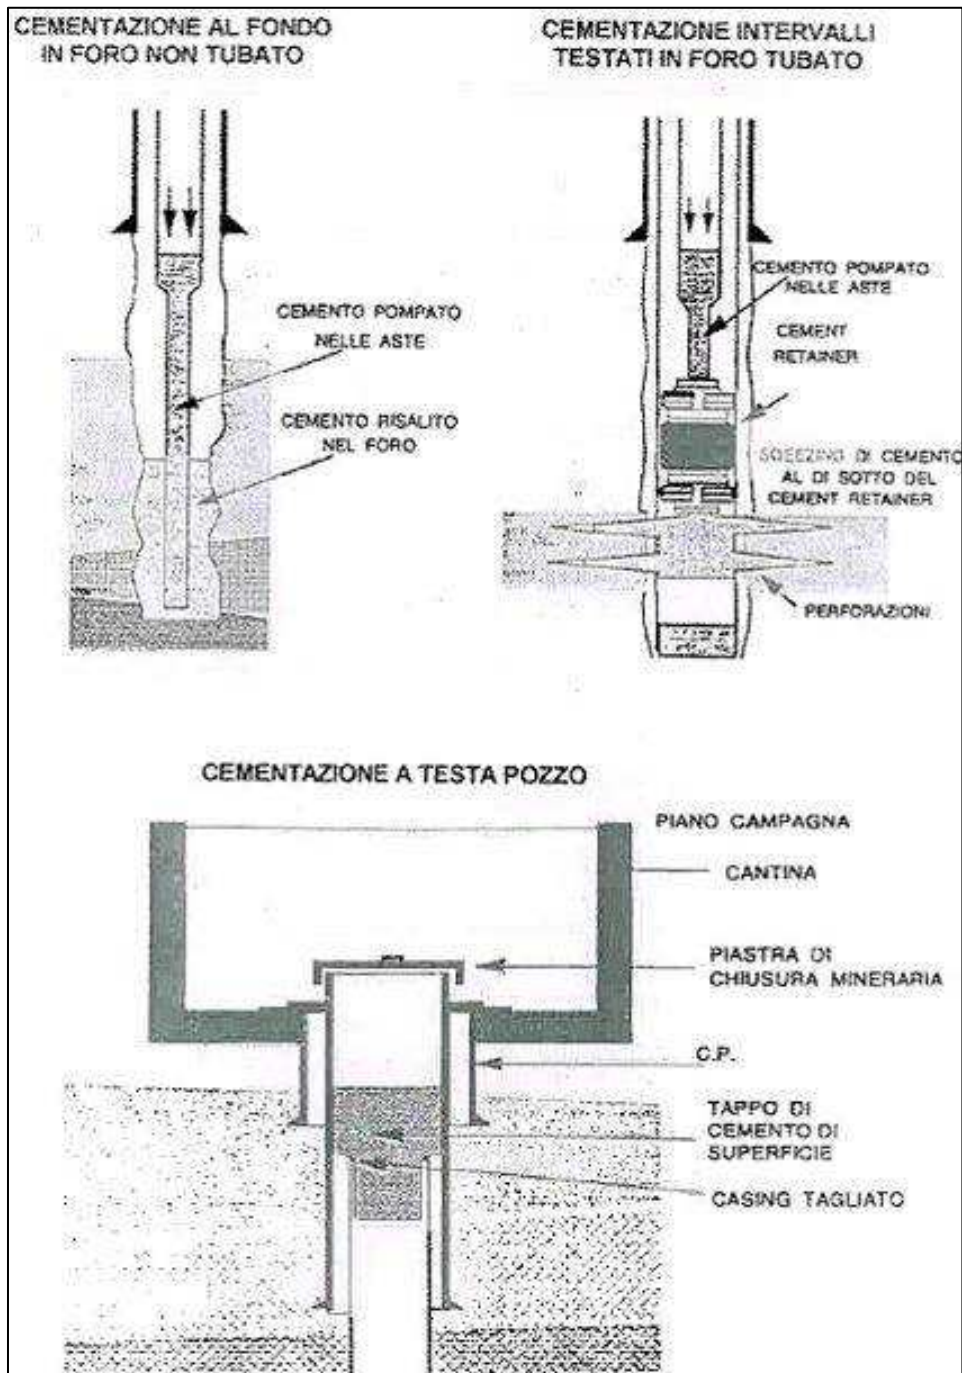 CEMENTAZIONE AL FONDO
IN FORO NON TUBATO
CEMENTO POMPATO
NELLE ASTE
CEMENTO RISALITO
NEL FORO
CEMENTAZIONE INTERVALLI
TESTATI IN FORO TUBATO
CEMENTO POMPATO
NELLE ASTE
CEMENT
RETAINER
DI CEMENTO
AL DI SOTTO DEL
CEMENT RETAINER
PERFORAZIONI
CEMENTAZIONE A TESTA POZZO
PIANO CAMPAGNA
CANTINA
PIASTRA DI
CHIUSURA MINERARIA
C.P.
TAPPO DI
CEMENTO DI
SUPERFICIE
CASING TAGLIATO